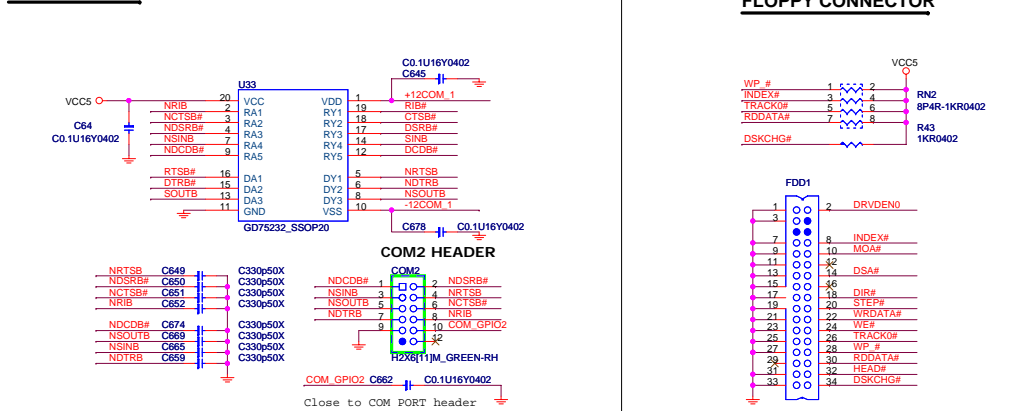 FLOPPY CONNECTOR
C0.1U16Y0402
C645
U33
VCC5
C64
C0.1U16Y0402
20 VCC VDD 1 +12COM_1
NRIB 2 RA1 RY1 19 RIB#
NCTSB# 3 RA2 RY2 18 CTSB#
NDSRB# 4 RA3 RY3 17 DSRB#
NSINB 7 RA4 RY4 14 SINB
NDCDB# 9 RA5 RY5 12 DCDB#
RTSB# 16 DA1 DY1 5 NRTSB
DTRB# 15 DA2 DY2 6 NDTRB
SOUTB 13 DA3 DY3 8 NSOUTB
11 GND VSS 10 -12COM_1
GD75232_SSOP20
C678 C0.1U16Y0402
COM2 HEADER
COM2
NDCDB# 1 2 NDSRB#
NSINB 3 4 NRTSB
NSOUTB 5 6 NCTSB#
NDTRB 7 8 NRIB
9 10 COM_GPIO2
12
H2X6[11]M_GREEN-RH
NRTSB C649 C330p50X
NDSRB# C650 C330p50X
NCTSB# C651 C330p50X
NRIB C652 C330p50X
NDCDB# C674 C330p50X
NSOUTB C669 C330p50X
NSINB C665 C330p50X
NDTRB C659 C330p50X
COM_GPIO2 C662 C0.1U16Y0402
Close to COM PORT header
VCC5
WP_# 1 2
INDEX# 3 4
TRACK0# 5 6
RDDATA# 7 8
RN2
8P4R-1KR0402
R43
1KR0402
DSKCHG#
FDD1
1 2 DRVDEN0
3
7 8 INDEX#
9 10 MOA#
11 12
13 14 DSA#
15 16
17 18 DIR#
19 20 STEP#
21 22 WRDATA#
23 24 WE#
25 26 TRACK0#
27 28 WP_#
29 30 RDDATA#
31 32 HEAD#
33 34 DSKCHG#